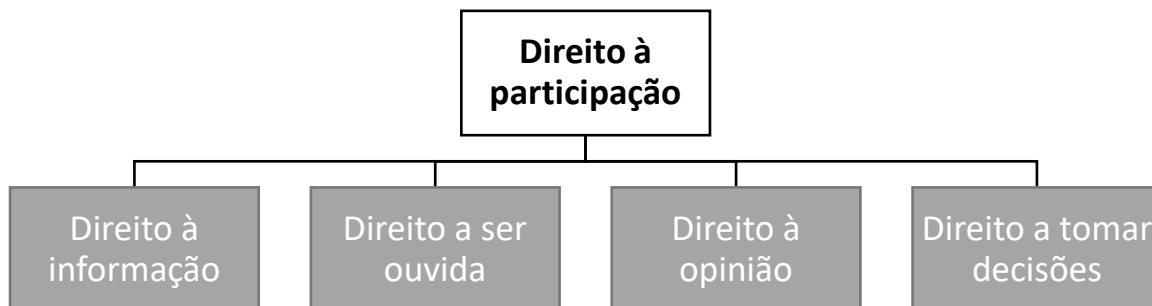 Direito à
participação
Direito à
informação
Direito a ser
ouvida
Direito à
opinião
Direito a tomar
decisões